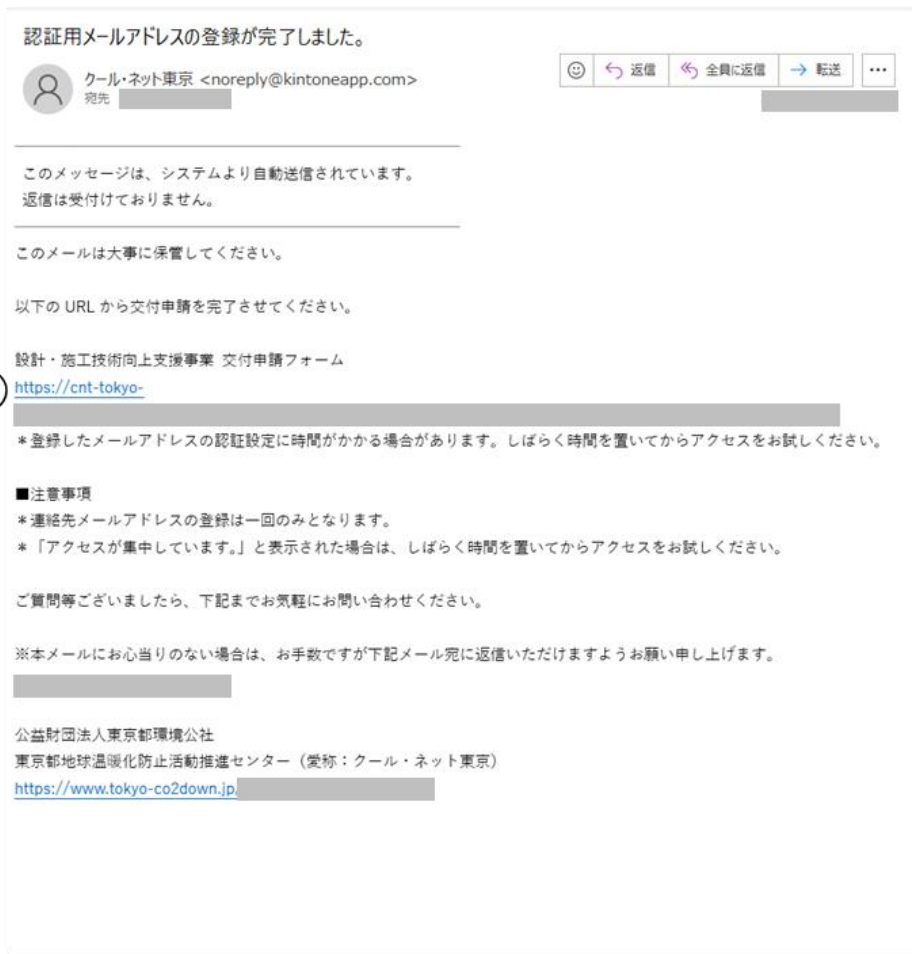 認証用メールアドレスの登録が完了しました。
クール・ネット東京 <noreply@kintoneapp.com>
宛先
返信
全員に返信
転送
このメッセージは、システムより自動送信されています。
返信は受付けておりません。
このメールは大事に保管してください。
以下の URL から交付申請を完了させてください。
設計・施工技術向上支援事業 交付申請フォーム
https://cnt-tokyo-
＊登録したメールアドレスの認証設定に時間がかかる場合があります。しばらく時間を置いてからアクセスをお試しください。
■注意事項
＊連絡先メールアドレスの登録は一回のみとなります。
＊「アクセスが集中しています。」と表示された場合は、しばらく時間を置いてからアクセスをお試しください。
ご質問等ございましたら、下記までお気軽にお問い合わせください。
※本メールにお心当りのない場合は、お手数ですが下記メール宛に返信いただけますようお願い申し上げます。
公益財団法人東京都環境公社
東京都地球温暖化防止活動推進センター（愛称：クール・ネット東京）
https://www.tokyo-co2down.jp/